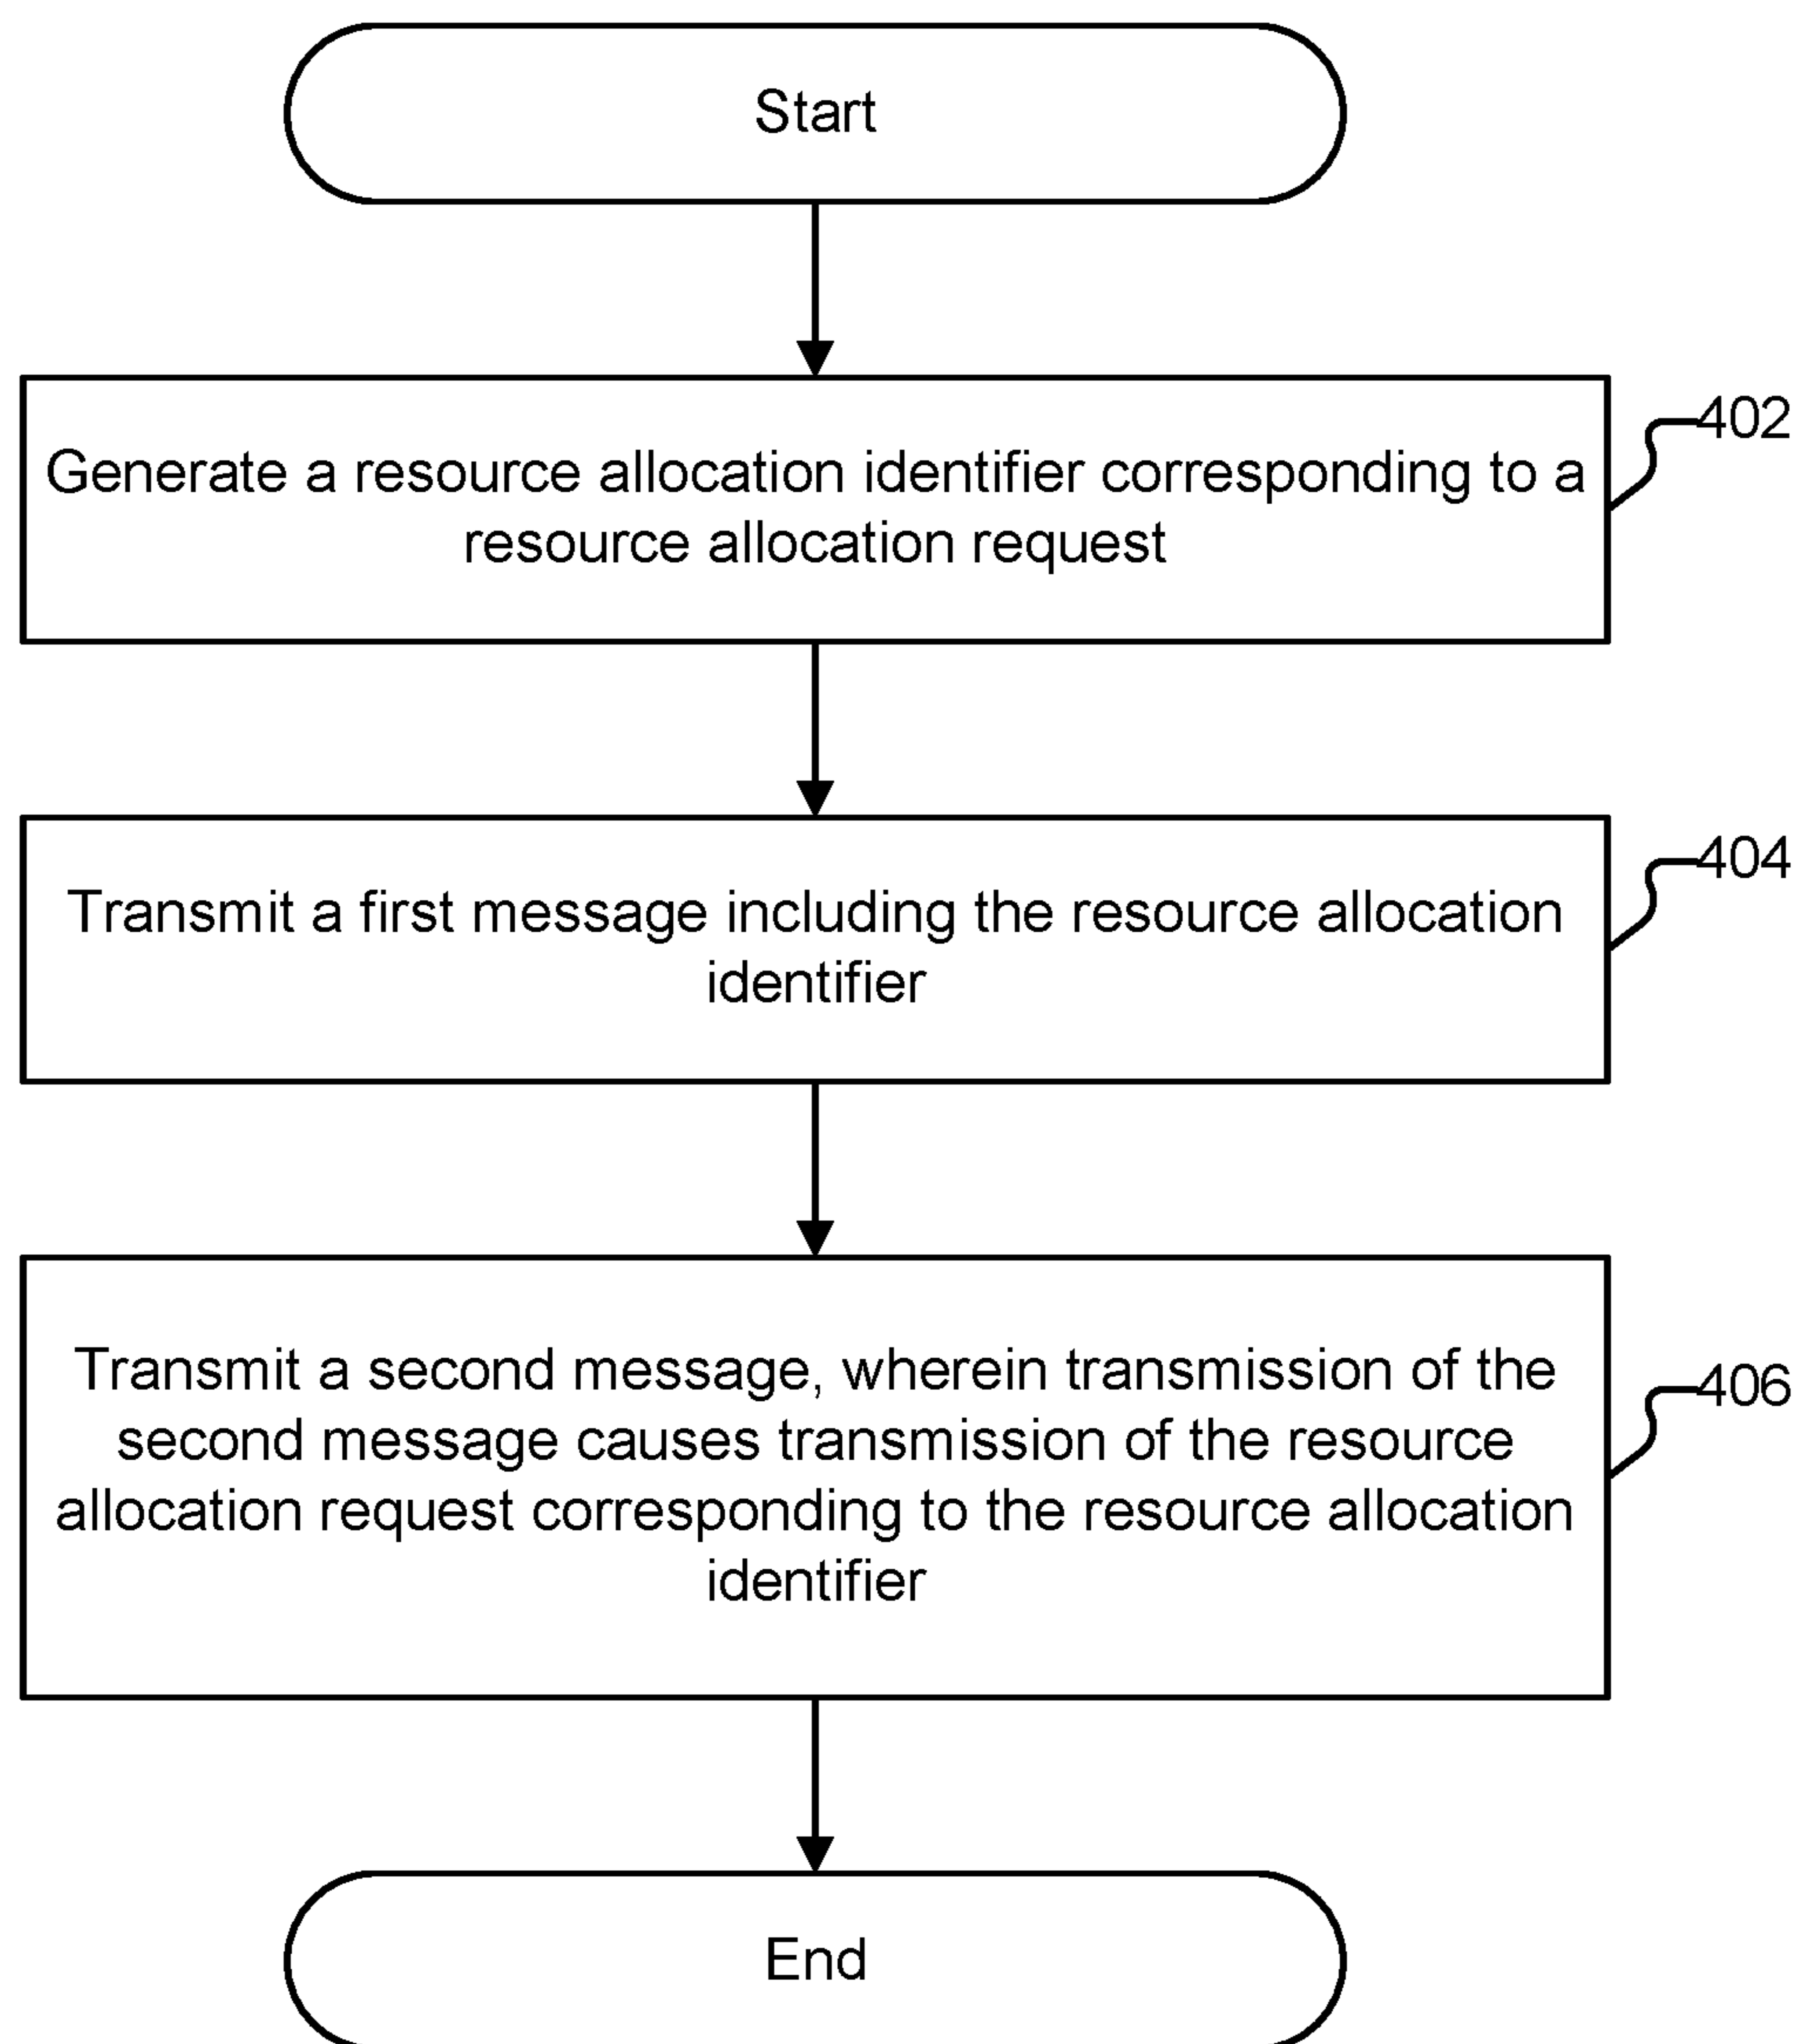 Start
402
Generate a resource allocation identifier corresponding to a
resource allocation request
404
Transmit a first message including the resource allocation
identifier
406
Transmit a second message, wherein transmission of the
second message causes transmission of the resource
allocation request corresponding to the resource allocation
identifier
End